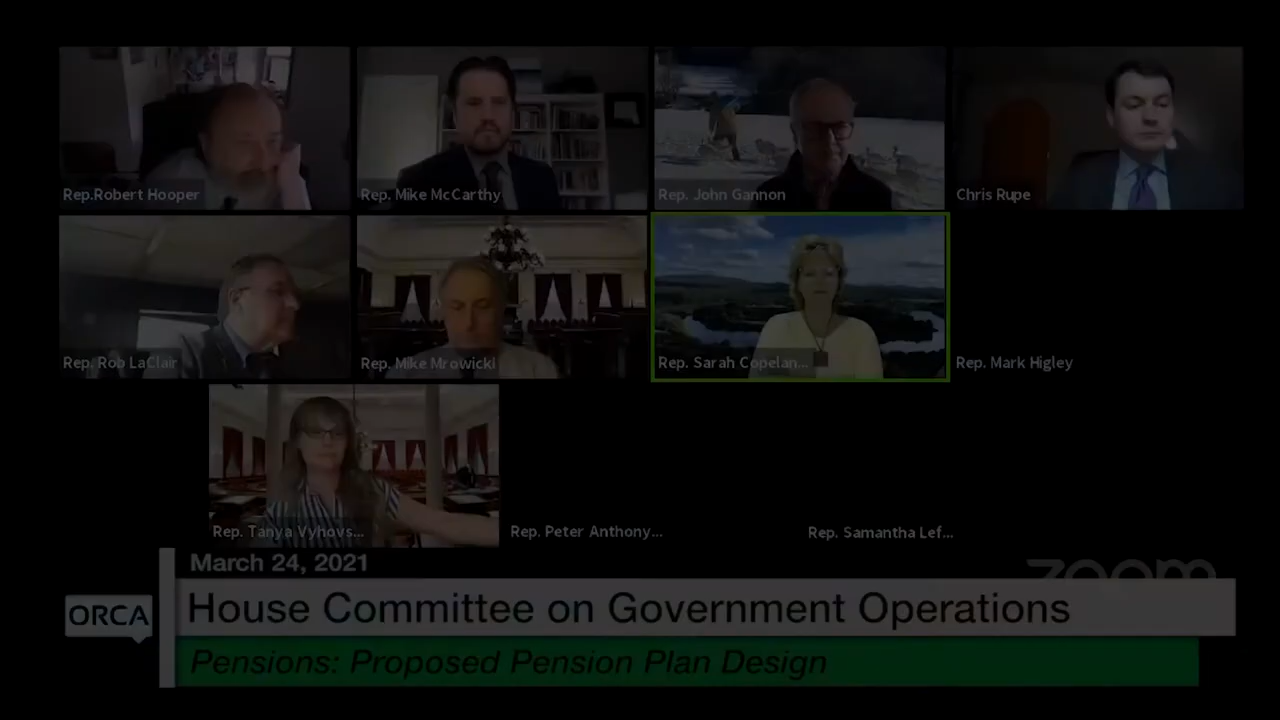 Rep.Robert Hooper
Rep. Mike McCarthy
Rep. John Gannon
Chris Rupe
Rep. Rob LaClair
Rep. Mike Mrowicki
Rep. Sarah Copelan...
Rep. Mark Higley
Rep. Tanya Vyhovs...
Rep. Peter Anthony...
Rep. Samantha Lef...
March 24, 2021
zoom
ORCA
House Committee on Government Operations
Pensions: Proposed Pension Plan Design